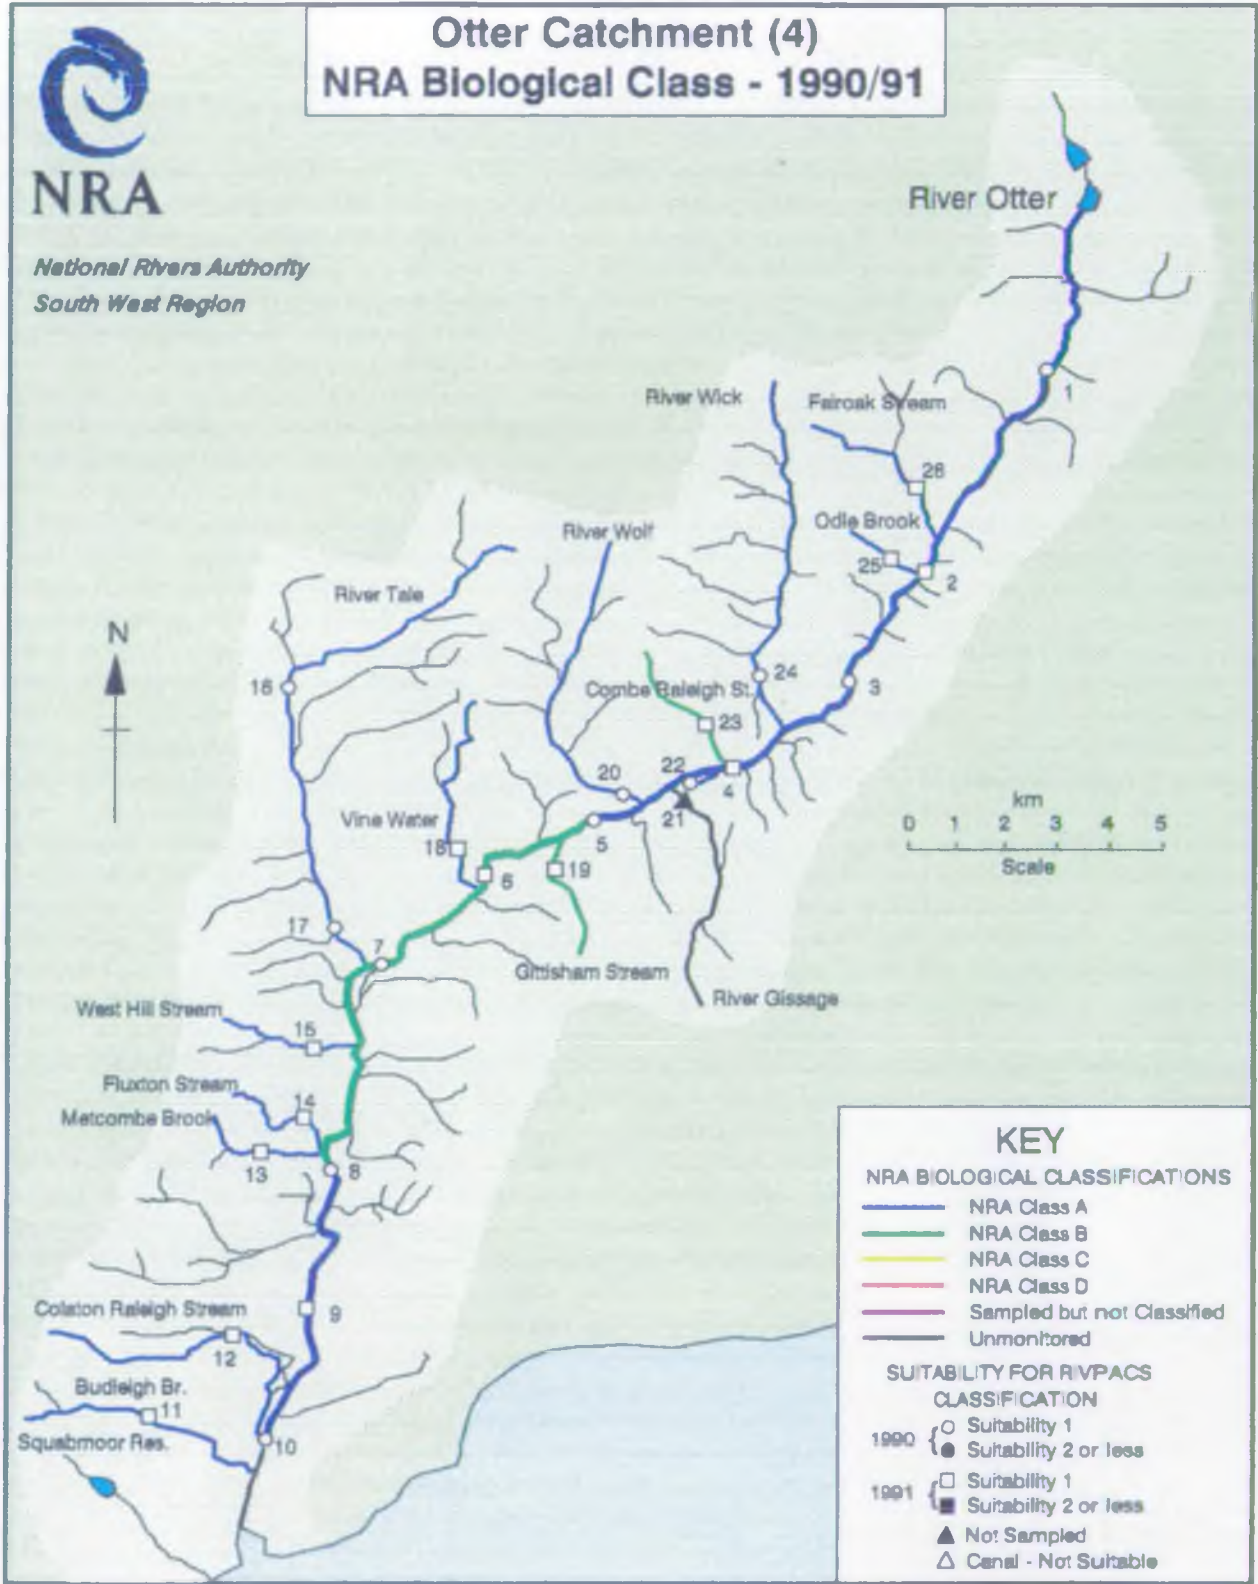 Otter Catchment (4)
NRA Biological Class - 1990/91
NRA
National Rivers Authority
South West Region
River Otter
1
River Wick
Fairoak Stream
26
Odle Brook
25
2
River Wolf
River Tale
N
16
Combe Raleigh St.
24
3
23
22
4
20
21
5
Vine Water
18
6
19
km
0 1 2 3 4 5
Scale
17
7
Gittisham Stream
River Gissage
West Hill Stream
15
Fluxton Stream
14
Metcombe Brook
13
8
Colaton Raleigh Stream
9
12
Budleigh Br.
11
Squabmoor Res.
10
KEY
NRA BIOLOGICAL CLASSIFICATIONS
NRA Class A
NRA Class B
NRA Class C
NRA Class D
Sampled but not Classified
Unmonitored
SUITABILITY FOR RIVPACS
CLASSIFICATION
1990 { Suitability 1
Suitability 2 or less
1991 { Suitability 1
Suitability 2 or less
Not Sampled
Canal - Not Suitable